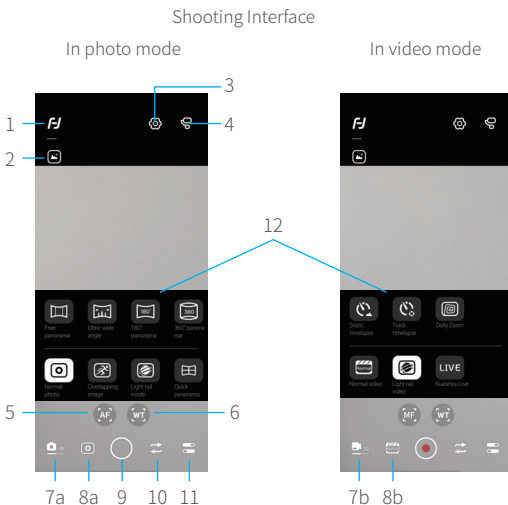 Shooting Interface
In photo mode
In video mode
3
1
4
2
12
Free panorama
Ultra-wide angle
180°
180° panorama
360
360°panorama
Normal photo
Overlapping image
Light rail mode
Quick panorama
5
AF
WT
6
7a
8a
9
10
11
Static timelapse
Track timelapse
Dolly Zoom
Normal
Normal video
Light rail video
LIVE
Kuaishou Live
MF
WT
7b
8b